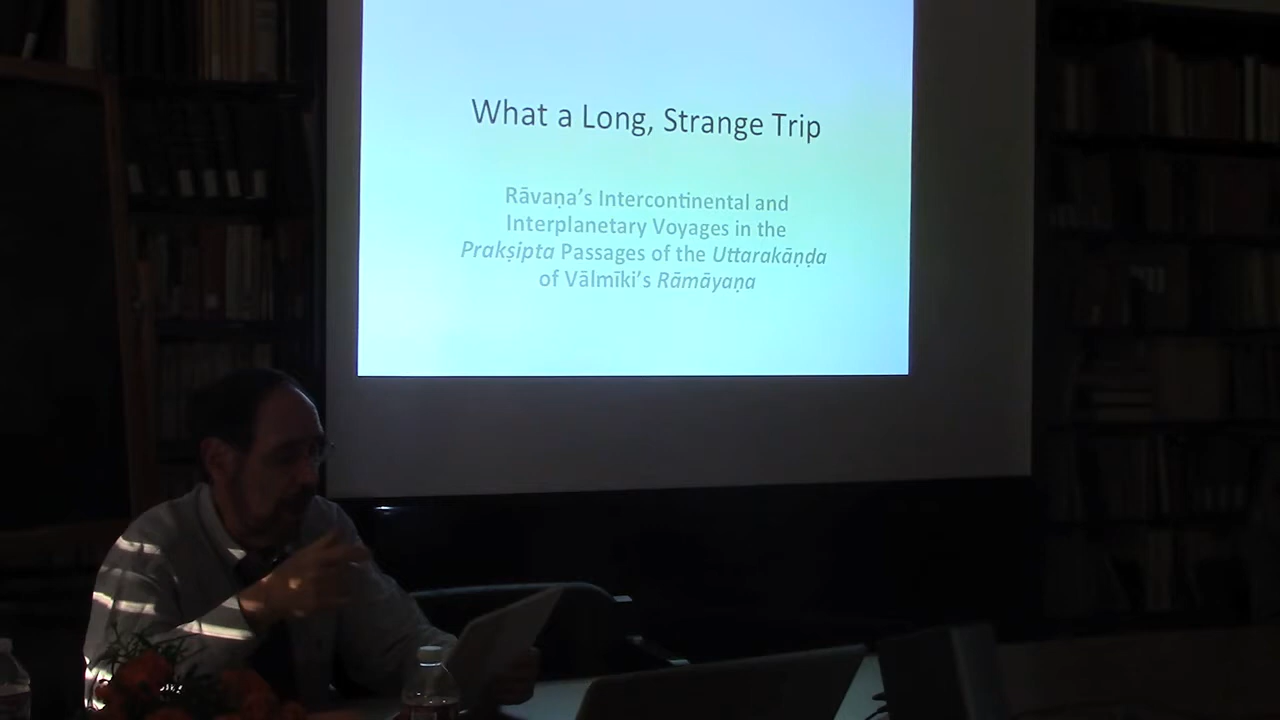 What a Long, Strange Trip
Rāvaṇa’s Intercontinental and
Interplanetary Voyages in the
Prakṣipta Passages of the Uttarakāṇḍa
of Vālmīki’s Rāmāyaṇa